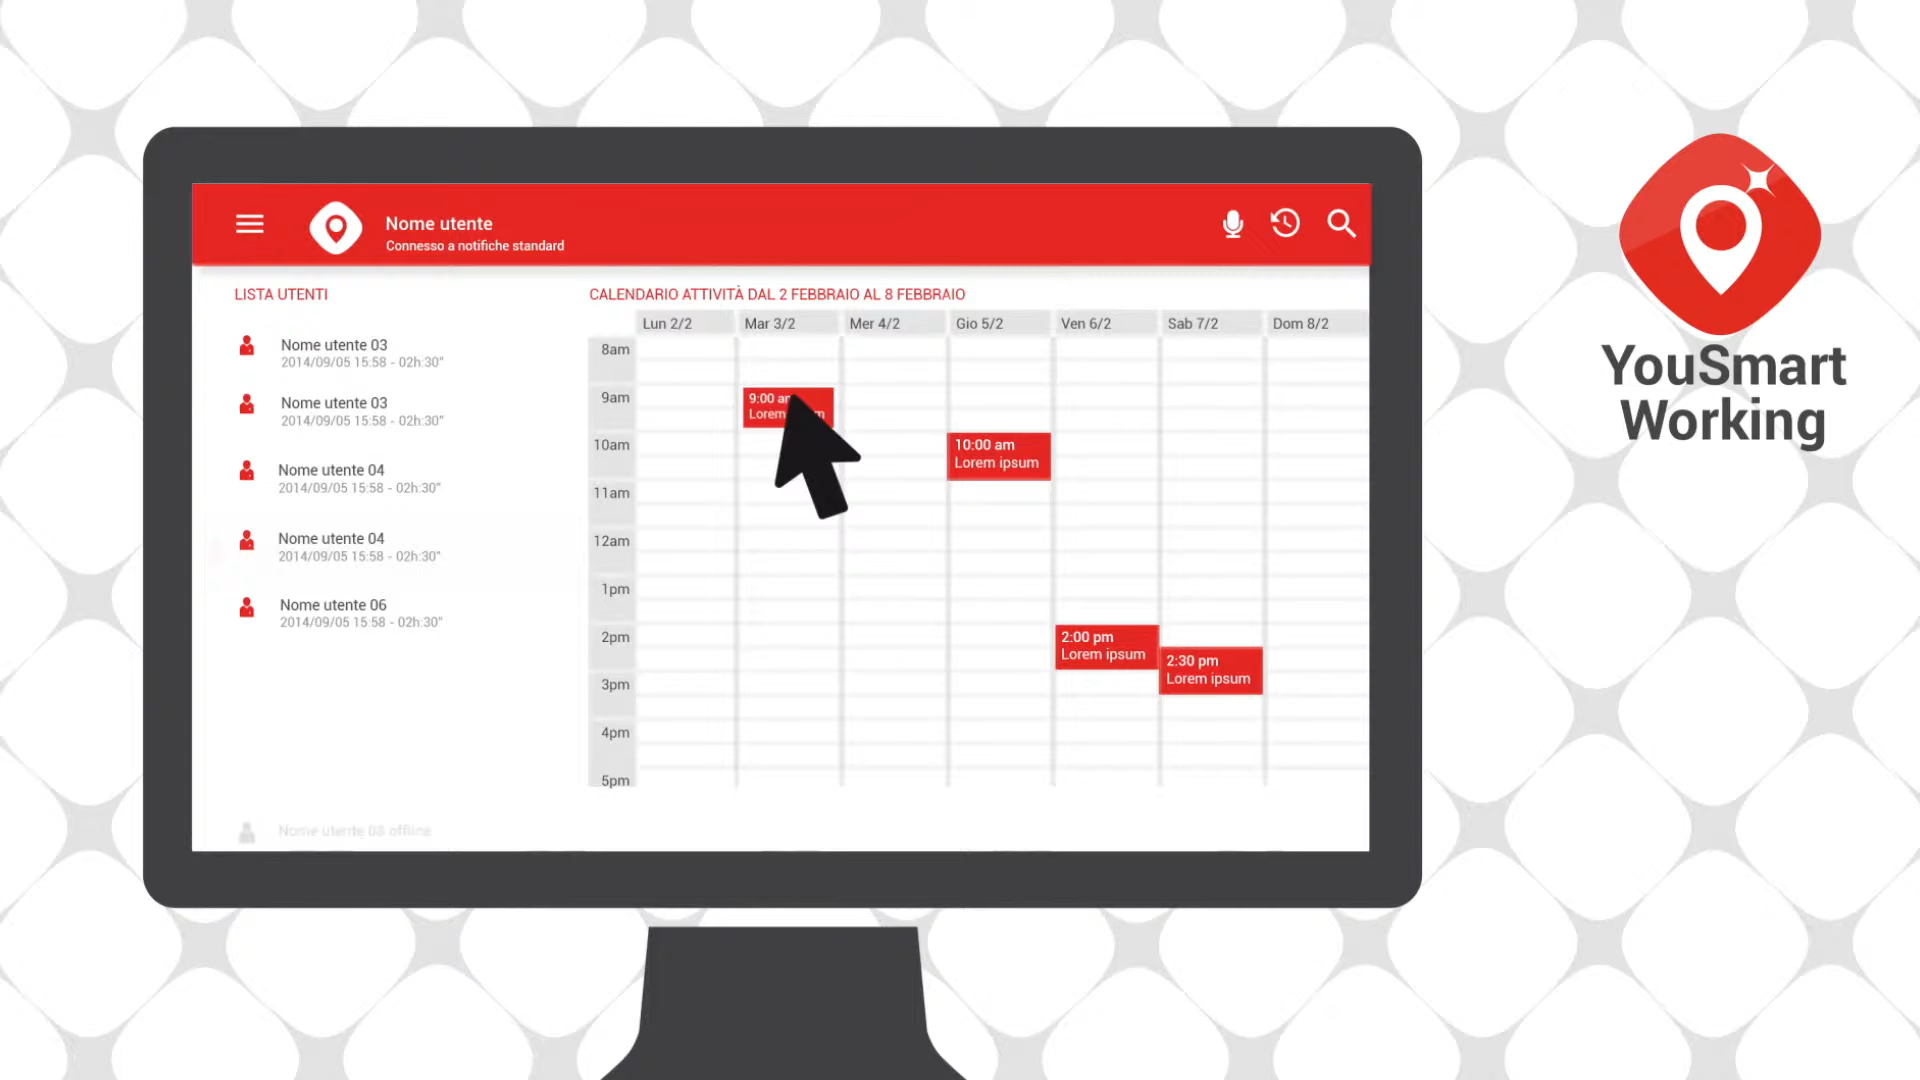 Nome utente
Connesso a notifiche standard
LISTA UTENTI
Nome utente 03
2014/09/05 15:58 - 02h:30"
Nome utente 03
2014/09/05 15:58 - 02h:30"
Nome utente 04
2014/09/05 15:58 - 02h:30"
Nome utente 04
2014/09/05 15:58 - 02h:30"
Nome utente 06
2014/09/05 15 58 - 02h:30"
Nome utente 08 offline
CALENDARIO ATTIVITÀ DAL 2 FEBBRAIO AL 8 FEBBRAIO
Lun 2/2 Mar 3/2 Mer 4/2 Gio 5/2 Ven 6/2 Sab 7/2 Dom 8/2
8am
9am
10am
11am
12am
1pm
2pm
3pm
4pm
5pm
9:00
Lorem
10:00 am
Lorem ipsum
2:00 pm
Lorem ipsum
2:30 pm
Lorem ipsum
YouSmart
Working